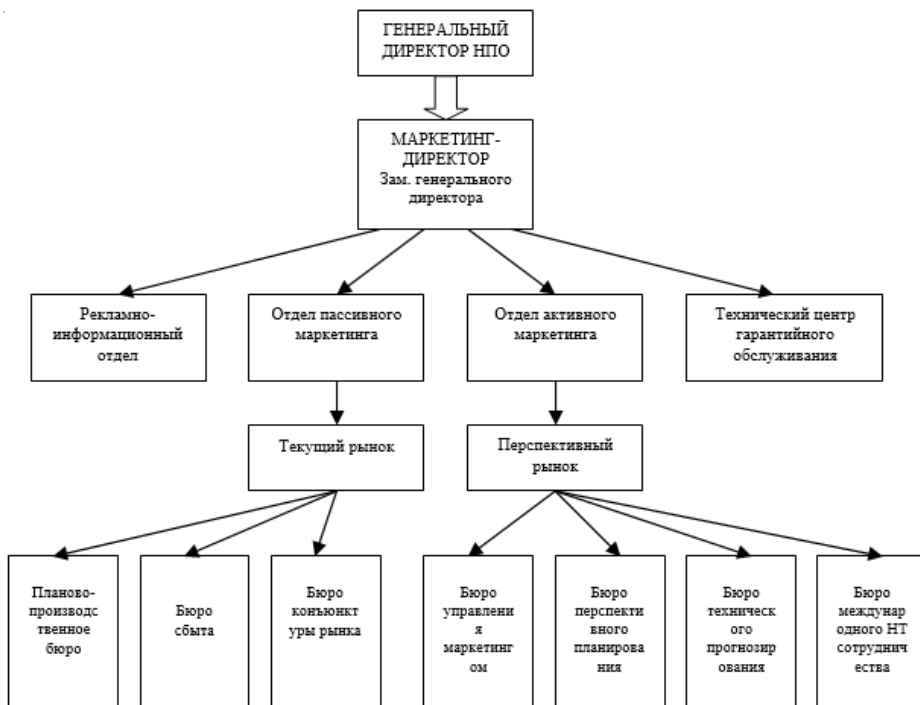 ГЕНЕРАЛЬНЫЙ
ДИРЕКТОР НПО
МАРКЕТИНГ-
ДИРЕКТОР
Зам. генерального
директора
Рекламно-
информационный
отдел
Отдел пассивного
маркетинга
Отдел активного
маркетинга
Технический центр
гарантийного
обслуживания
Текущий рынок
Перспективный
рынок
Планово-
производс
твенное
бюро
Бюро
сбыта
Бюро
конъюнкт
уры рынка
Бюро
управлени
я
маркетинг
ом
Бюро
перспекти
вного
планирова
ния
Бюро
техническ
ого
прогнозир
ования
Бюро
междунар
одного НТ
сотруднич
ества